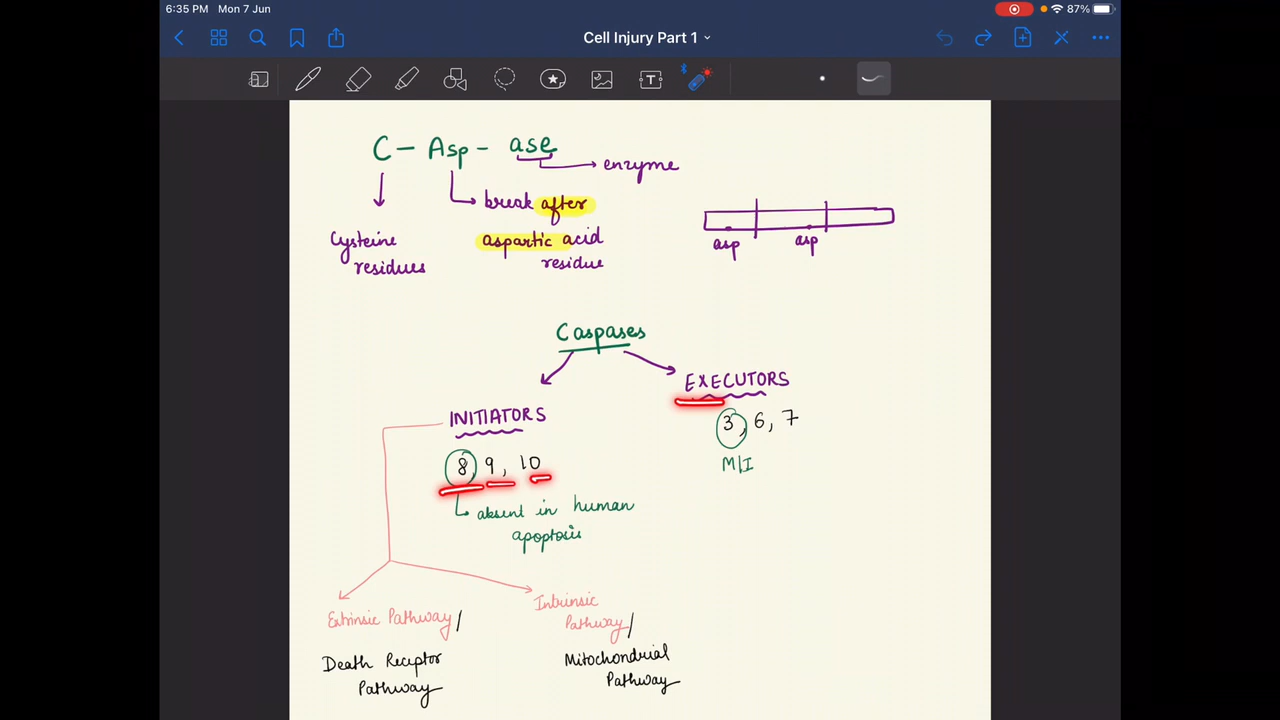 6:35 PM Mon 7 Jun
87%
Cell Injury Part 1
T
C - Asp - ase
enzyme
break after
aspartic acid
residue
Cysteine
residues
asp asp
Caspases
EXECUTORS
3, 6, 7
M/I
INITIATORS
8, 9, 10
absent in human
apoptosis
Extrinsic Pathway/
Death Receptor
Pathway
Intrinsic
Pathway/
Mitochondrial
Pathway